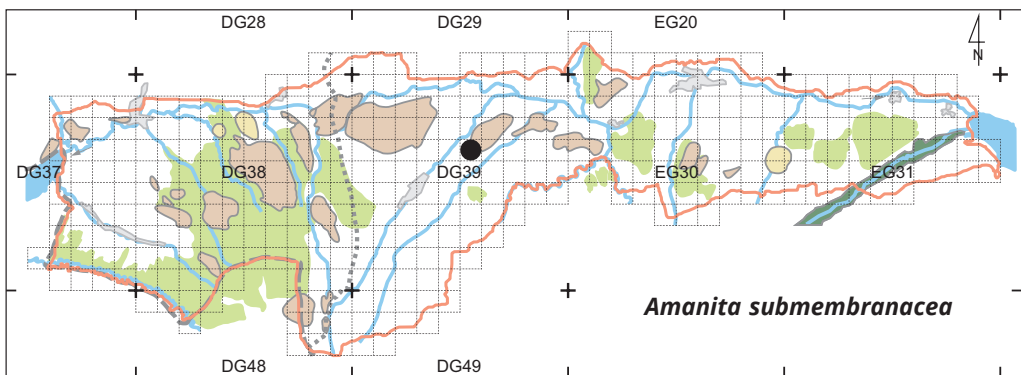 DG28 DG29 EG20
N
DG37 DG38 DG39 EG30 EG31
Amanita submembranacea
DG48 DG49